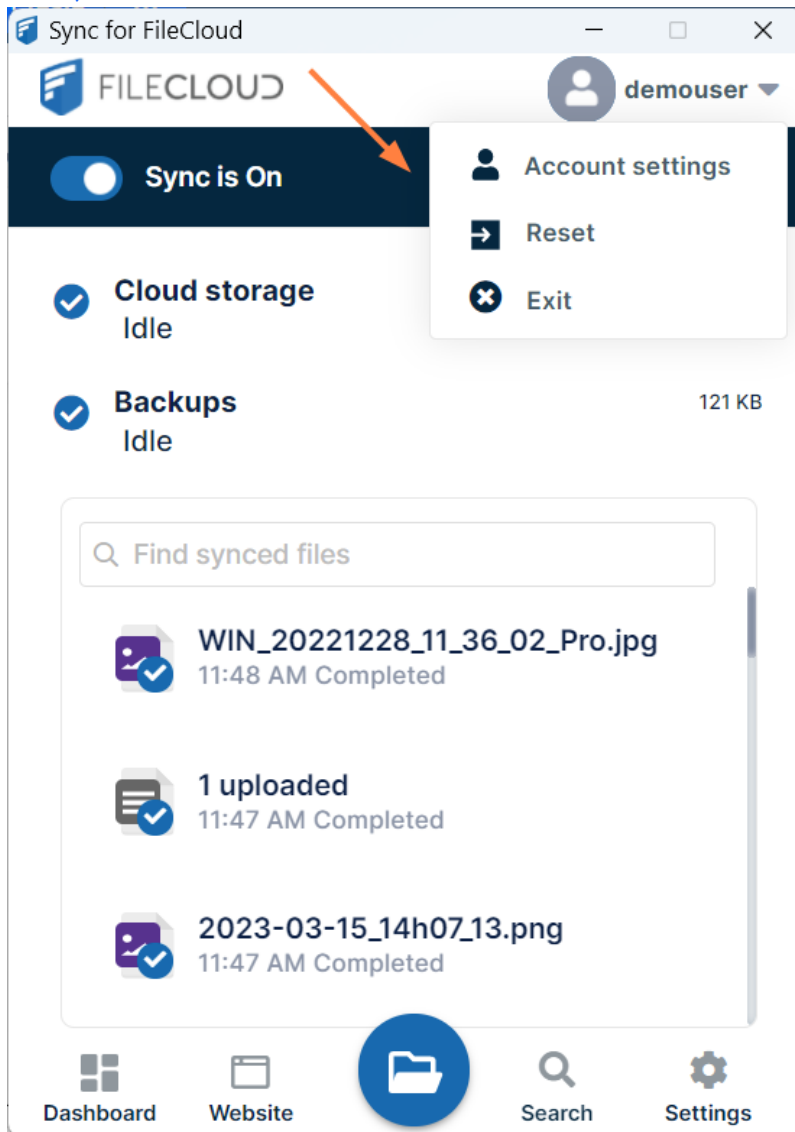 Sync for FileCloud
FILECLOUD
demouser
Account settings
Sync is On
Reset
Exit
Cloud storage
Idle
Backups
121 KB
Idle
Find synced files
WIN_20221228_11_36_02_Pro.jpg
11:48 AM Completed
1 uploaded
11:47 AM Completed
2023-03-15_14h07_13.png
11:47 AM Completed
Dashboard
Website
Search
Settings